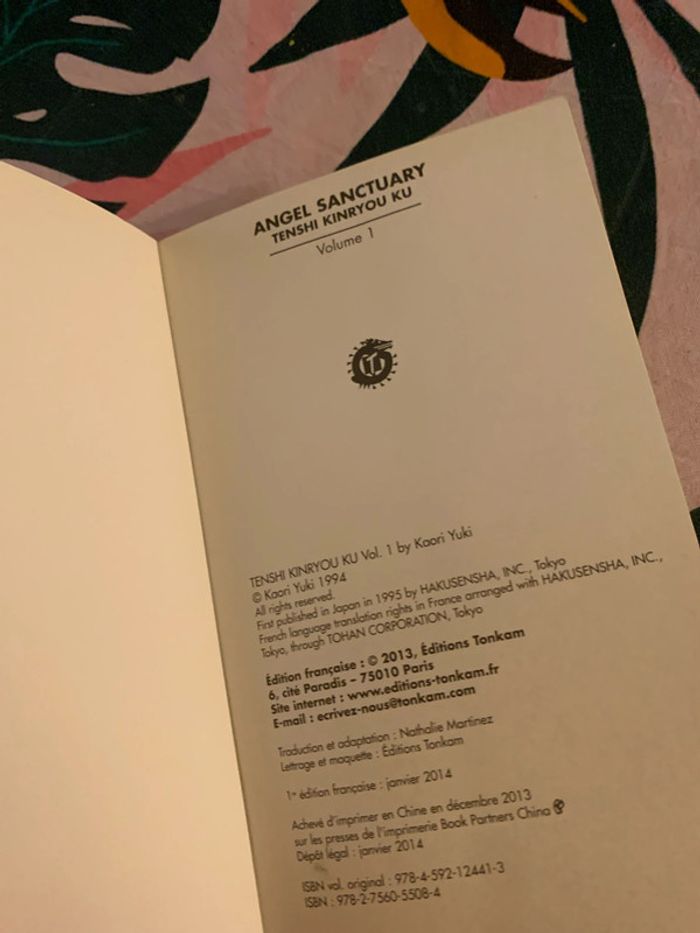 ANGEL SANCTUARY
TENSHI KINRYOU KU
Volume 1
TENSHI KINRYOU KU Vol. 1 by Kaori Yuki
© Kaori Yuki 1994
All rights reserved.
First published in Japan in 1995 by HAKUSENSHA, INC., Tokyo
French language translation rights in France arranged with HAKUSENSHA, INC.,
Tokyo, through TOHAN CORPORATION, Tokyo
Édition française : © 2013, Éditions Tonkam
6, cité Paradis – 75010 Paris
Site internet : www.editions-tonkam.fr
E-mail : ecrivez-nous@tonkam.com
Traduction et adaptation : Nathalie Martinez
Lettrage et maquette : Éditions Tonkam
1re édition française : janvier 2014
Achevé d'imprimer en Chine en décembre 2013
sur les presses de l'imprimerie Book Partners China
Dépôt légal : janvier 2014
ISBN vol. original : 978-4-592-12441-3
ISBN : 978-2-7560-5508-4